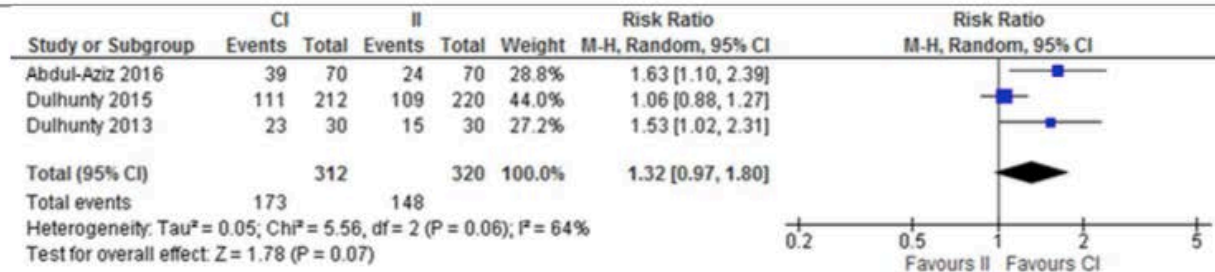 CI II Risk Ratio Risk Ratio
Study or Subgroup Events Total Events Total Weight M-H, Random, 95% CI M-H, Random, 95% CI
Abdul-Aziz 2016 39 70 24 70 28.8% 1.63 [1.10, 2.39]
Dulhunty 2015 111 212 109 220 44.0% 1.06 [0.88, 1.27]
Dulhunty 2013 23 30 15 30 27.2% 1.53 [1.02, 2.31]
Total (95% CI) 312 320 100.0% 1.32 [0.97, 1.80]
Total events 173 148
Heterogeneity: Tau² = 0.05; Chi² = 5.56, df = 2 (P = 0.06); I² = 64%
Test for overall effect: Z = 1.78 (P = 0.07)
0.2 0.5 1 2 5
Favours II Favours CI